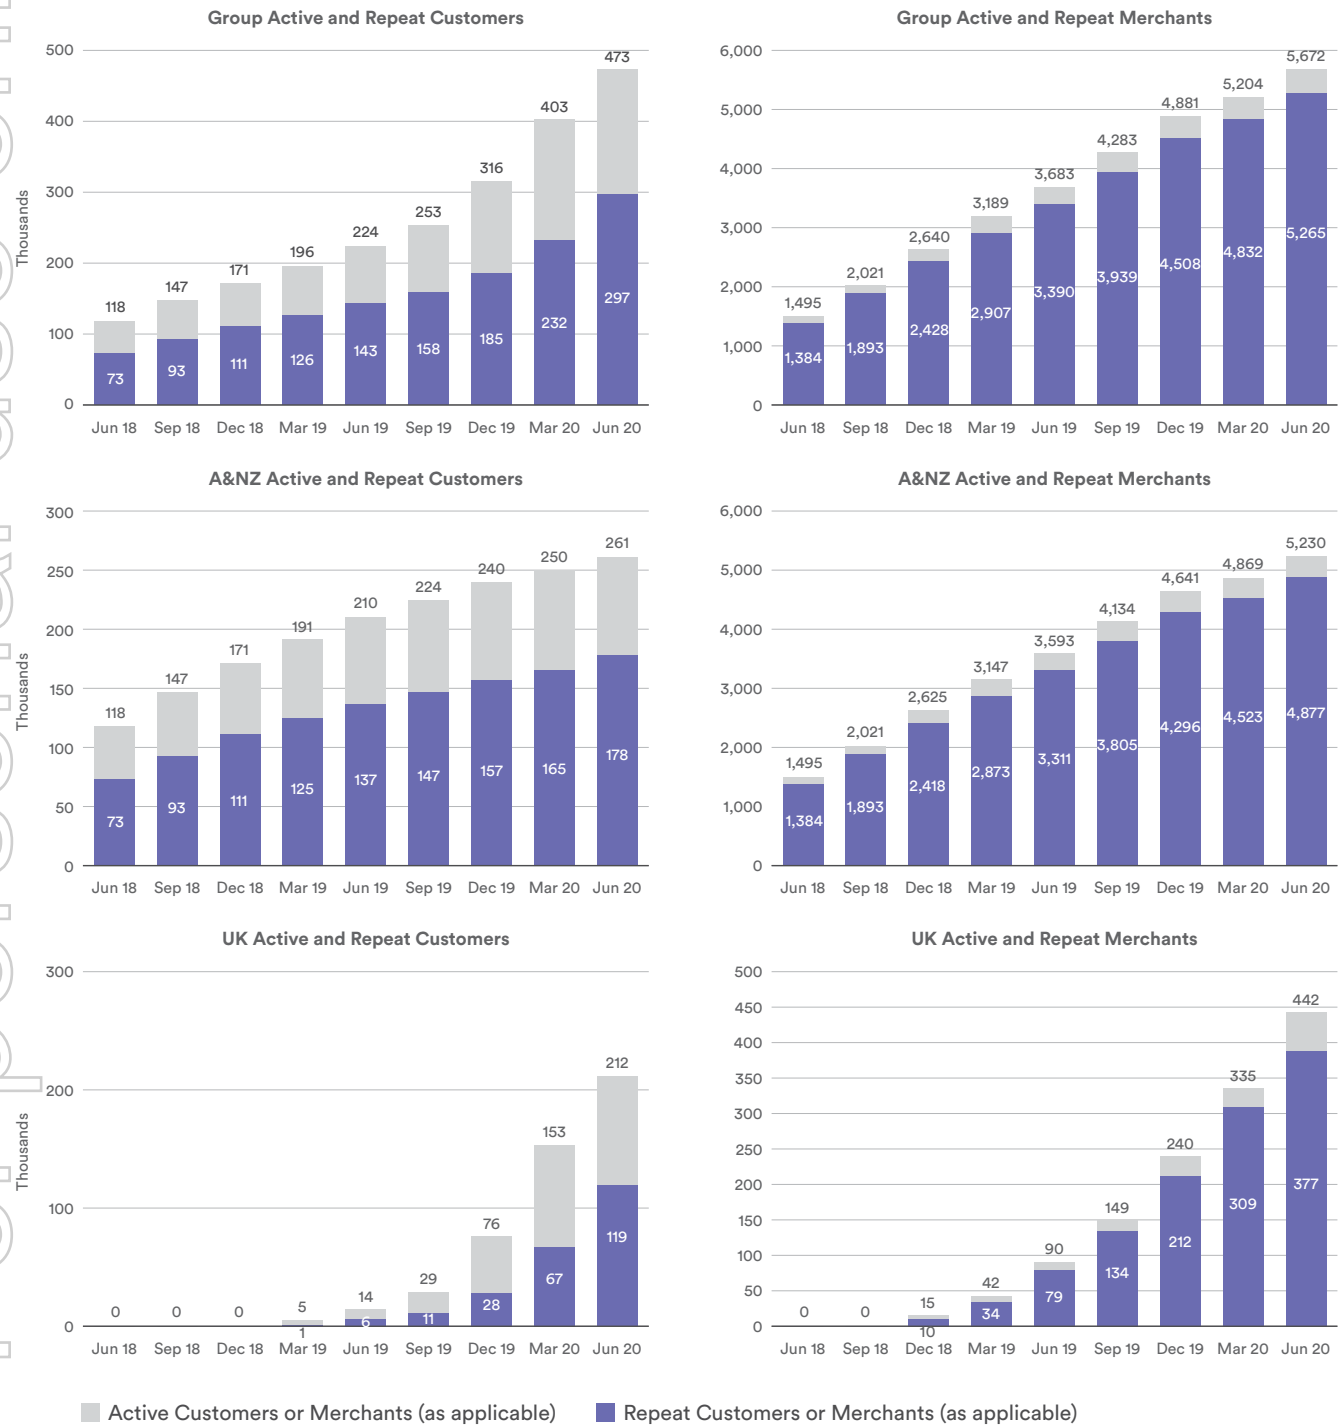 Group Active and Repeat Customers
500
400
300
200
100
0
Thousands
118 147 171 196 224 253 316 403 473
73 93 111 126 143 158 185 232 297
Jun 18 Sep 18 Dec 18 Mar 19 Jun 19 Sep 19 Dec 19 Mar 20 Jun 20
Group Active and Repeat Merchants
6,000
5,000
4,000
3,000
2,000
1,000
0
1,495 2,021 2,640 3,189 3,683 4,283 4,881 5,204 5,672
1,384 1,893 2,428 2,907 3,390 3,939 4,508 4,832 5,265
Jun 18 Sep 18 Dec 18 Mar 19 Jun 19 Sep 19 Dec 19 Mar 20 Jun 20
A&NZ Active and Repeat Customers
300
250
200
150
100
50
0
Thousands
118 147 171 191 210 224 240 250 261
73 93 111 125 137 147 157 165 178
Jun 18 Sep 18 Dec 18 Mar 19 Jun 19 Sep 19 Dec 19 Mar 20 Jun 20
A&NZ Active and Repeat Merchants
6,000
5,000
4,000
3,000
2,000
1,000
0
1,495 2,021 2,625 3,147 3,593 4,134 4,641 4,869 5,230
1,384 1,893 2,418 2,873 3,311 3,805 4,296 4,523 4,877
Jun 18 Sep 18 Dec 18 Mar 19 Jun 19 Sep 19 Dec 19 Mar 20 Jun 20
UK Active and Repeat Customers
300
200
100
0
Thousands
0 0 0 5 14 29 76 153 212
1 6 11 28 67 119
Jun 18 Sep 18 Dec 18 Mar 19 Jun 19 Sep 19 Dec 19 Mar 20 Jun 20
UK Active and Repeat Merchants
500
450
400
350
300
250
200
150
100
50
0
0 0 15 42 90 149 240 335 442
10 34 79 134 212 309 377
Jun 18 Sep 18 Dec 18 Mar 19 Jun 19 Sep 19 Dec 19 Mar 20 Jun 20
Active Customers or Merchants (as applicable) Repeat Customers or Merchants (as applicable)